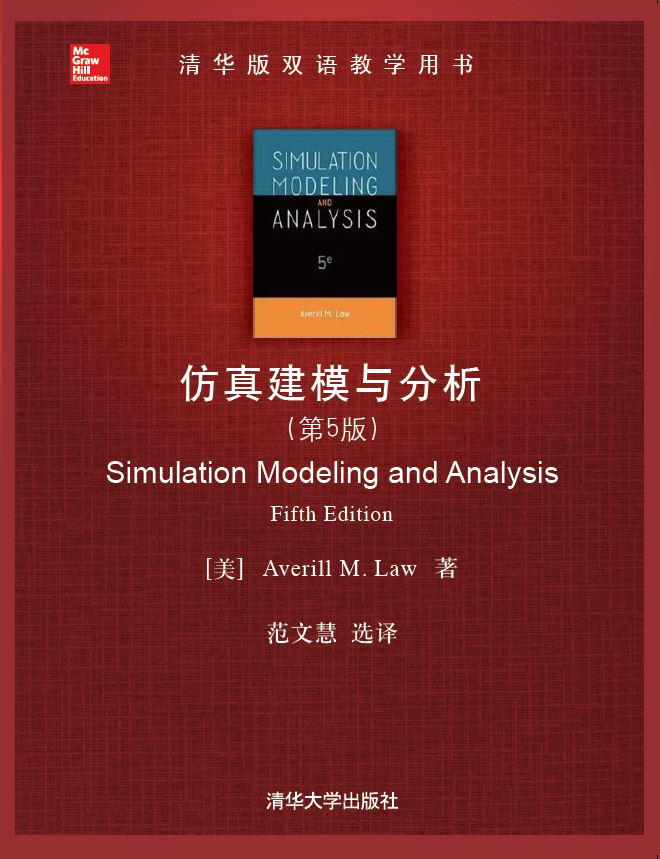 Mc
Graw
Hill
Education
清华版双语教学用书
SIMULATION
MODELING
AND
ANALYSIS
5e
Averill M. Law
仿真建模与分析
(第5版)
Simulation Modeling and Analysis
Fifth Edition
[美] Averill M. Law 著
范文慧 选译
清华大学出版社